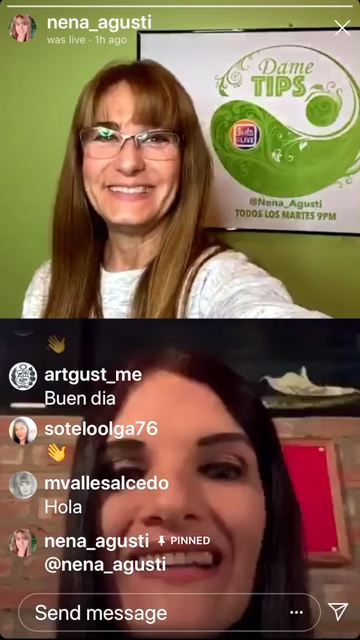 nena_agusti
was live · 1h ago
Dame
TIPS
LIVE
@Nena_Agusti
TODOS LOS MARTES 9PM
artgust_me
Buen dia
soteloolga76
mvallesalcedo
Hola
nena_agusti PINNED
@nena_agusti
Send message